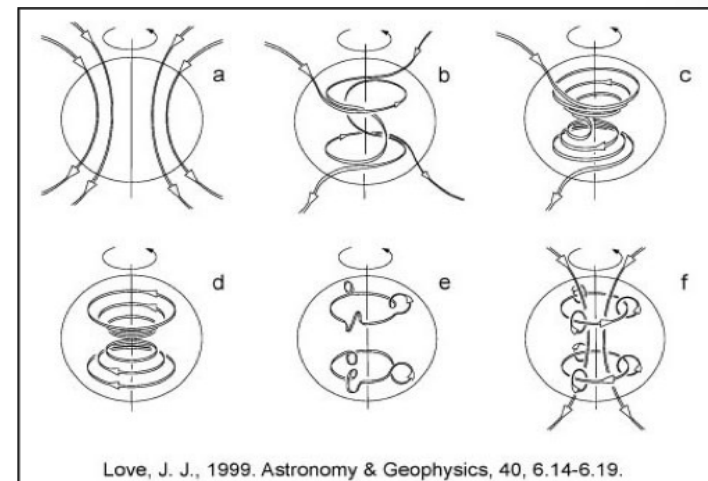 a
b
c
d
e
f
Love, J. J., 1999. Astronomy & Geophysics, 40, 6.14-6.19.